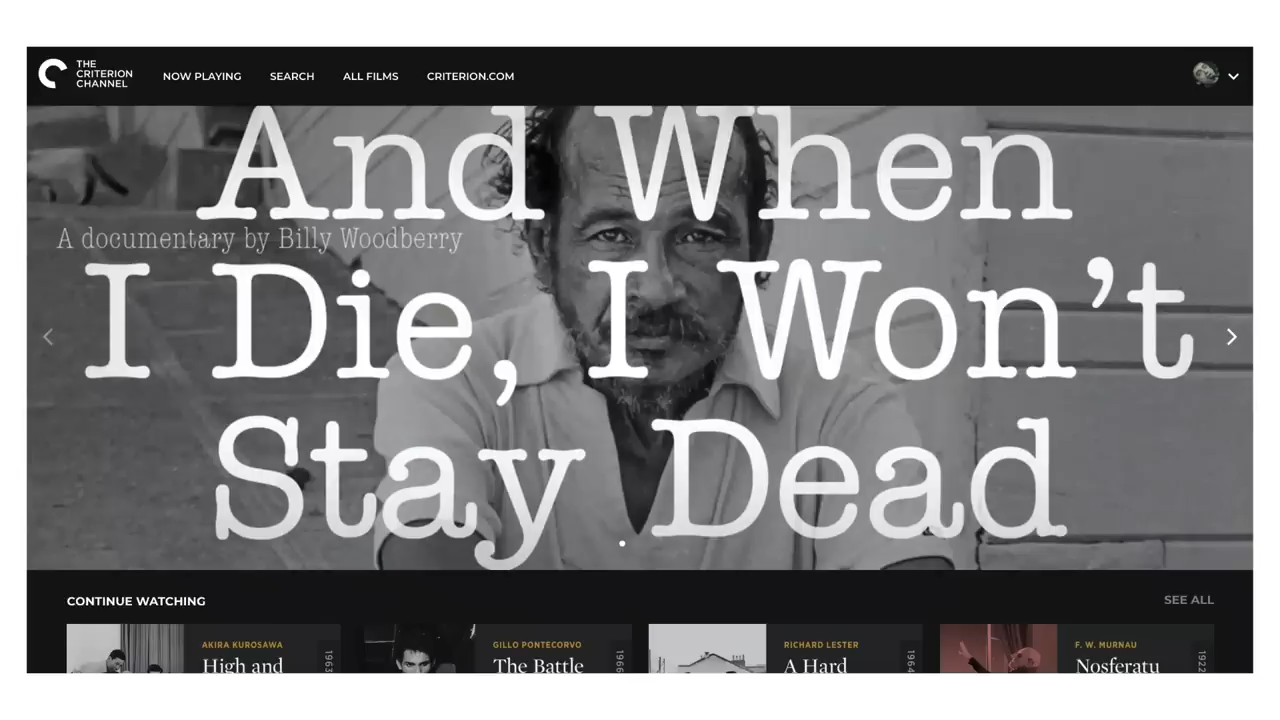 THE
CRITERION
CHANNEL
NOW PLAYING SEARCH ALL FILMS CRITERION.COM
And When
A documentary by Billy Woodberry
I Die, I Won’t
Stay Dead
CONTINUE WATCHING SEE ALL
AKIRA KUROSAWA
High and
1963
GILLO PONTECORVO
The Battle
1966
RICHARD LESTER
A Hard
1964
F. W. MURNAU
Nosferatu
1922